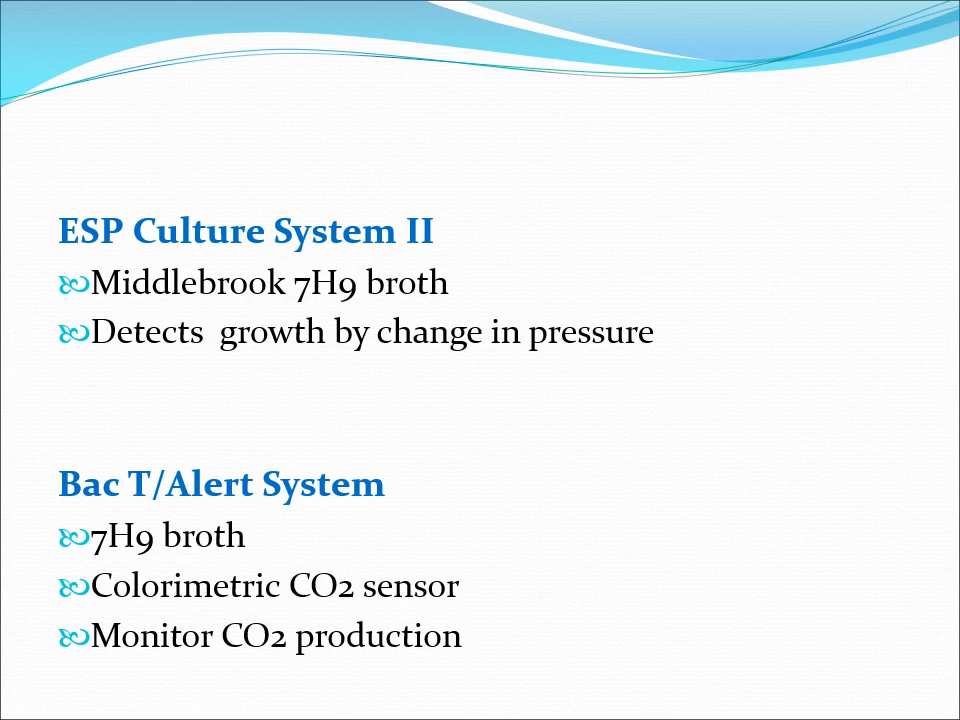 ESP Culture System II
Middlebrook 7H9 broth
Detects growth by change in pressure
Bac T/Alert System
7H9 broth
Colorimetric CO2 sensor
Monitor CO2 production